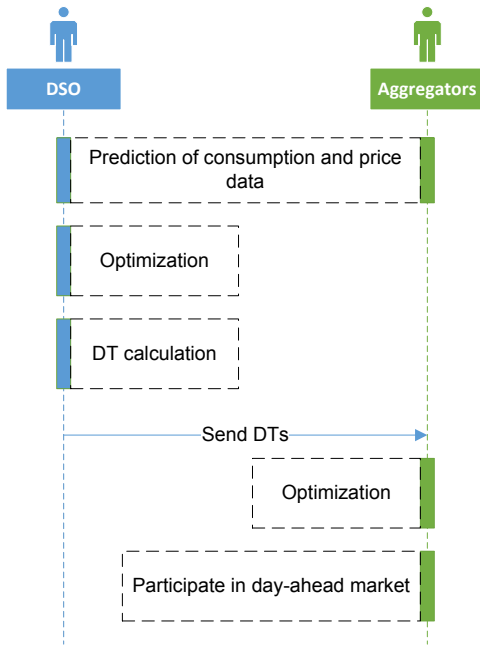 DSO
Aggregators
Prediction of consumption and price
data
Optimization
DT calculation
Send DTs
Optimization
Participate in day-ahead market